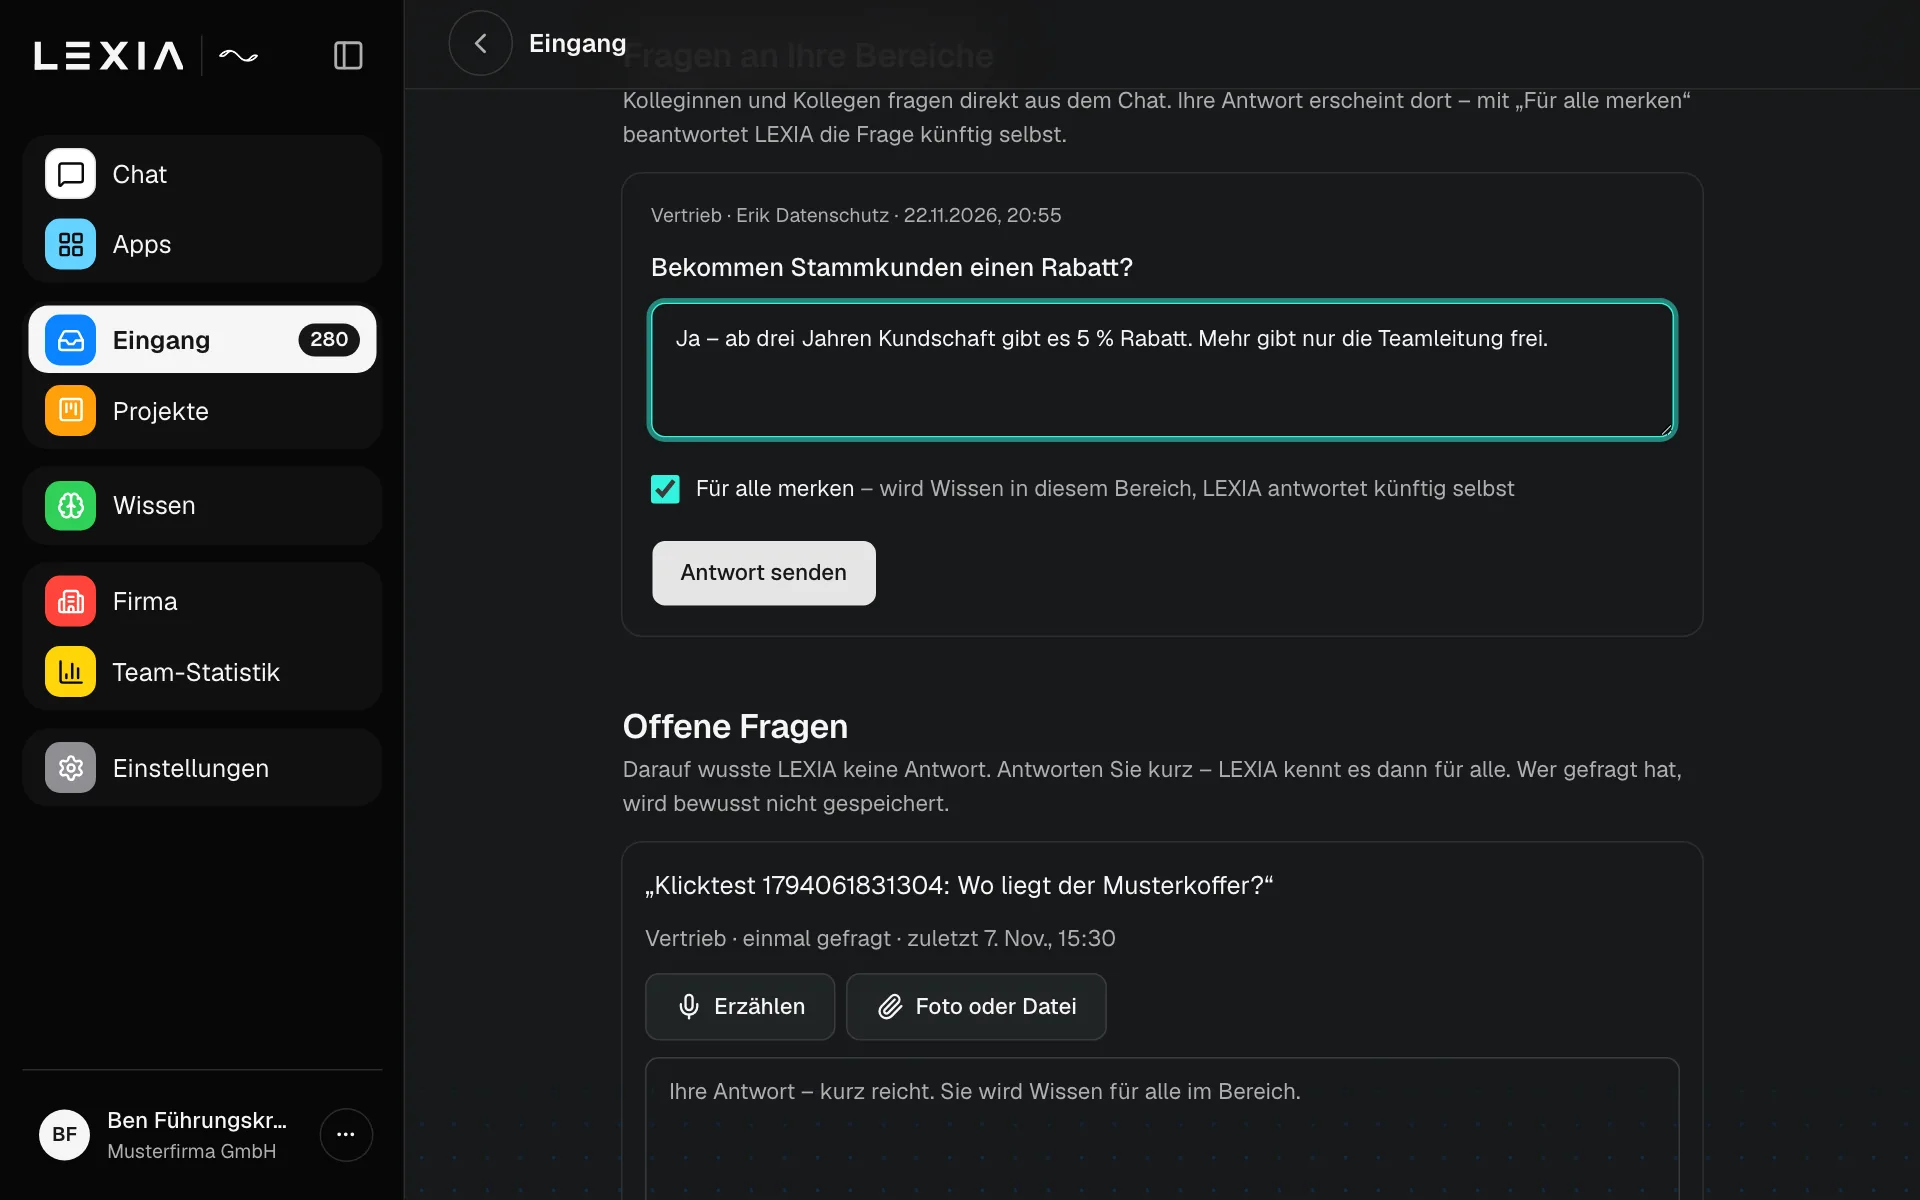 LEXIA
Chat
Apps
Eingang 280
Projekte
Wissen
Firma
Team-Statistik
Einstellungen
BF
Ben Führungskr...
Musterfirma GmbH
Eingang
Fragen an Ihre Bereiche
Kolleginnen und Kollegen fragen direkt aus dem Chat. Ihre Antwort erscheint dort – mit „Für alle merken“
beantwortet LEXIA die Frage künftig selbst.
Vertrieb · Erik Datenschutz · 22.11.2026, 20:55
Bekommen Stammkunden einen Rabatt?
Ja – ab drei Jahren Kundschaft gibt es 5 % Rabatt. Mehr gibt nur die Teamleitung frei.
Für alle merken – wird Wissen in diesem Bereich, LEXIA antwortet künftig selbst
Antwort senden
Offene Fragen
Darauf wusste LEXIA keine Antwort. Antworten Sie kurz – LEXIA kennt es dann für alle. Wer gefragt hat,
wird bewusst nicht gespeichert.
„Klicktest 1794061831304: Wo liegt der Musterkoffer?“
Vertrieb · einmal gefragt · zuletzt 7. Nov., 15:30
Erzählen
Foto oder Datei
Ihre Antwort – kurz reicht. Sie wird Wissen für alle im Bereich.